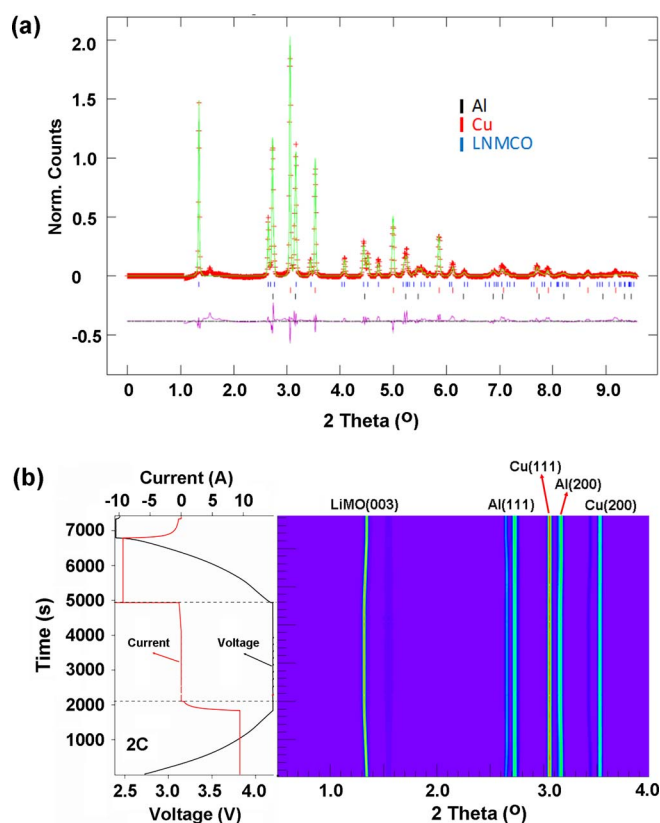 (a)
2.0
1.5
1.0
0.5
0
-0.5
Norm. Counts
Al
Cu
LNMCO
0 1.0 2.0 3.0 4.0 5.0 6.0 7.0 8.0 9.0
2 Theta (O)
(b)
Current (A)
-10 -5 0 5 10
7000
6000
5000
4000
3000
2000
1000
Time (s)
Current
Voltage
2C
2.5 3.0 3.5 4.0
Voltage (V)
Cu(111)
Al(200)
LiMO(003)
Al(111)
Cu(200)
1.0 2.0 3.0 4.0
2 Theta (O)